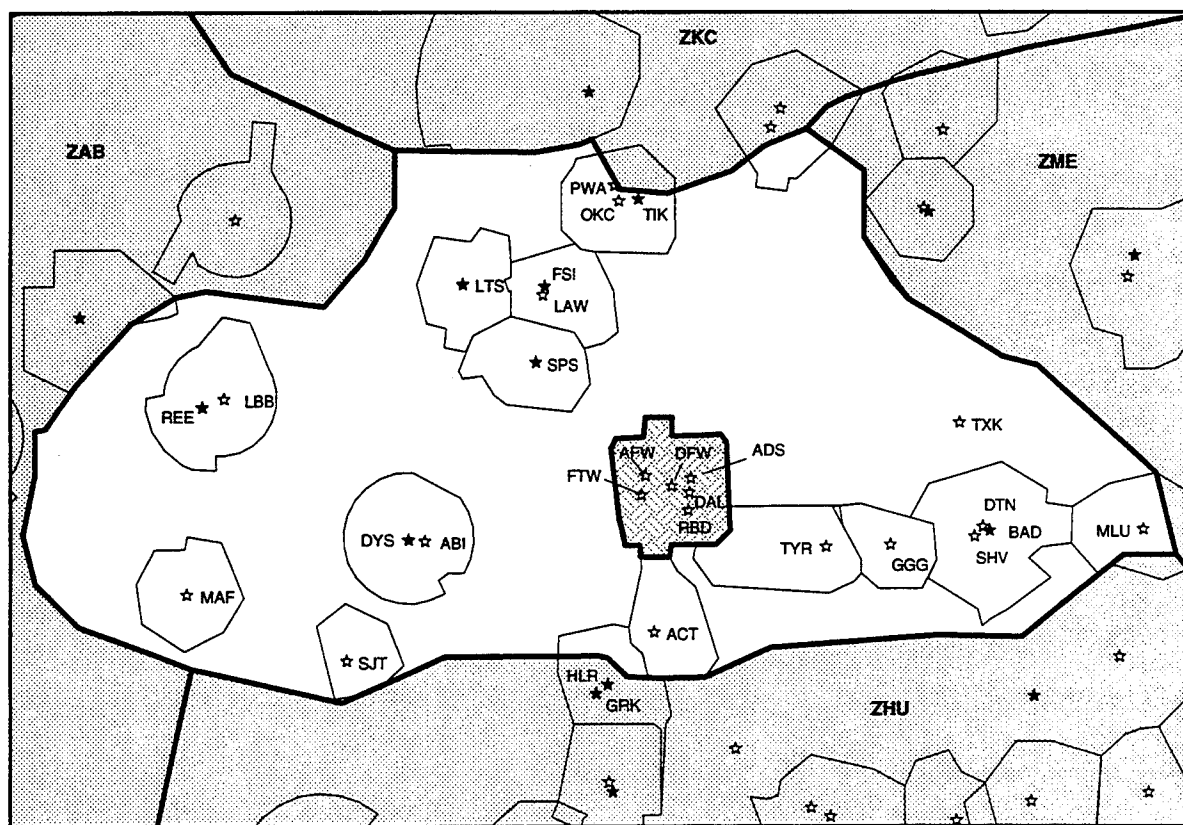 ZKC
ZAB
ZME
PWA
OKC
TIK
LTS
FSI
LAW
SPS
LBB
REE
TXK
AFW
DFW
ADS
FTW
DAL
RBD
DTN
BAD
MLU
SHV
DYS
ABI
TYR
GGG
MAF
ACT
SJT
HLR
GRK
ZHU